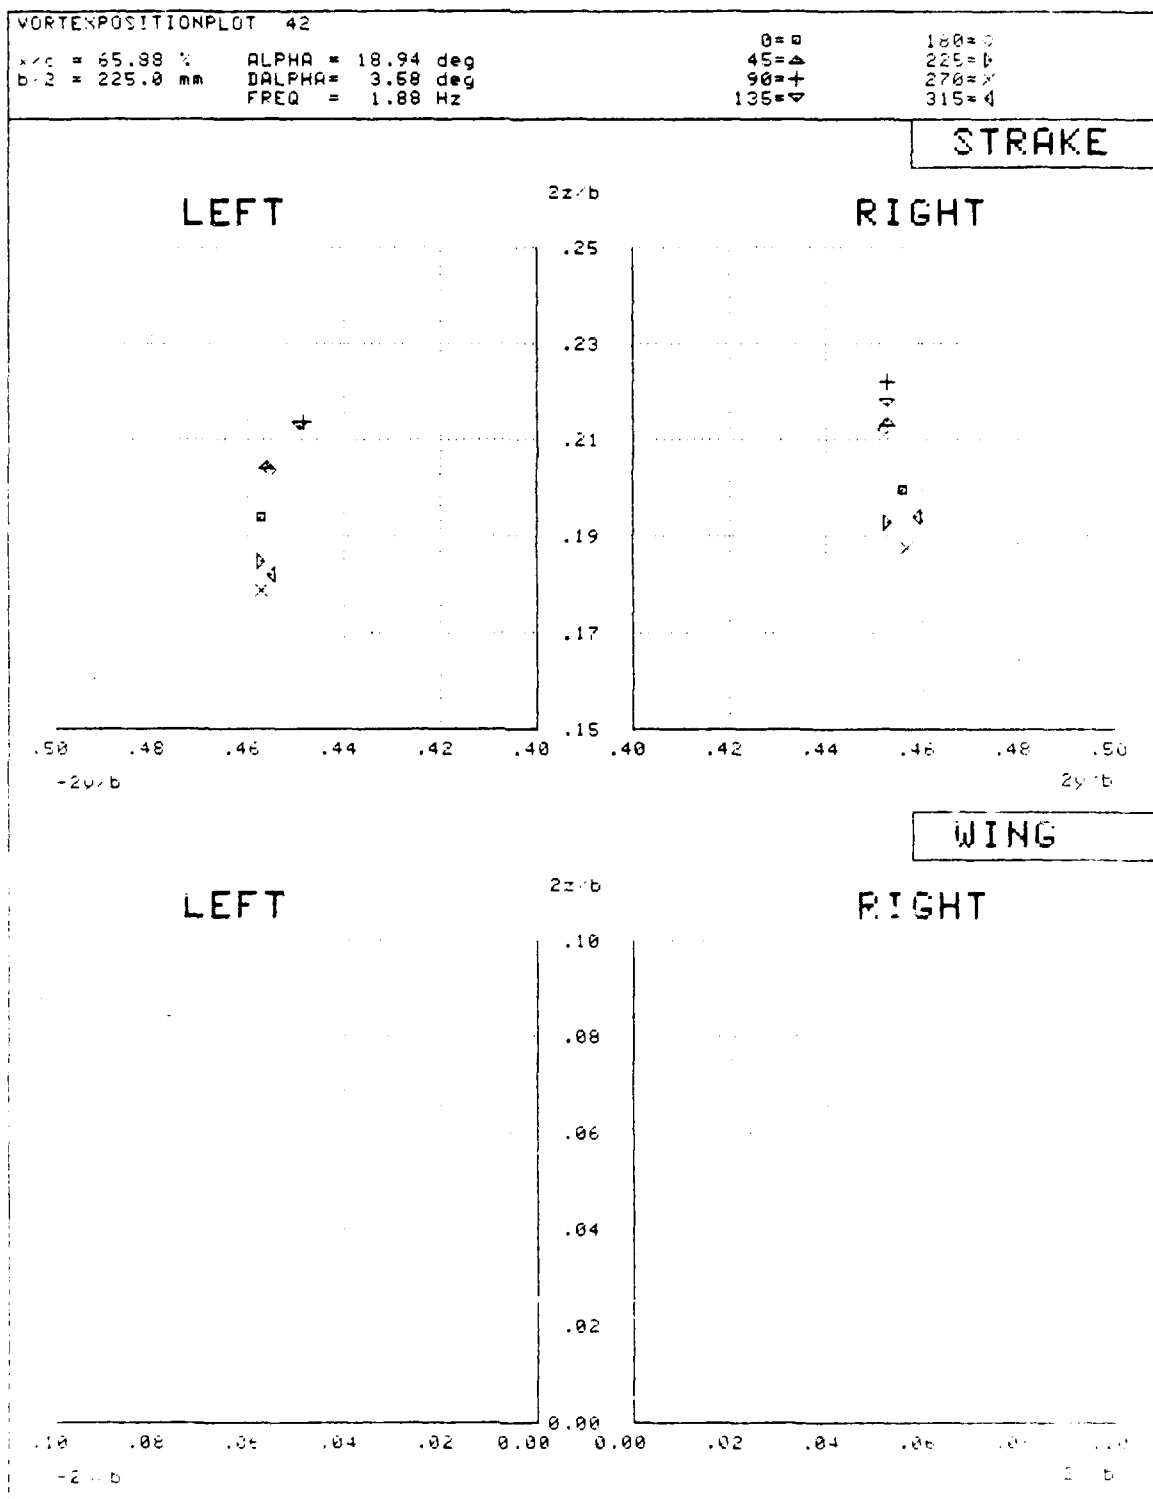 VORTEXPOSITIONPLOT 42
x/c = 65.88 % ALPHA = 18.94 deg
b/2 = 225.0 mm DALPHA= 3.68 deg
FREQ = 1.88 Hz
0= 180=
45= 225=
90=+ 270=×
135= 315=
STRAKE
2z/b
LEFT RIGHT
.25
.23
.21
.19
.17
.15
.50 .48 .46 .44 .42 .40 .40 .42 .44 .46 .48 .50
-2y/b 2y/b
WING
2z/b
LEFT RIGHT
.10
.08
.06
.04
.02
0.00
.10 .08 .06 .04 .02 0.00 0.00 .02 .04 .06